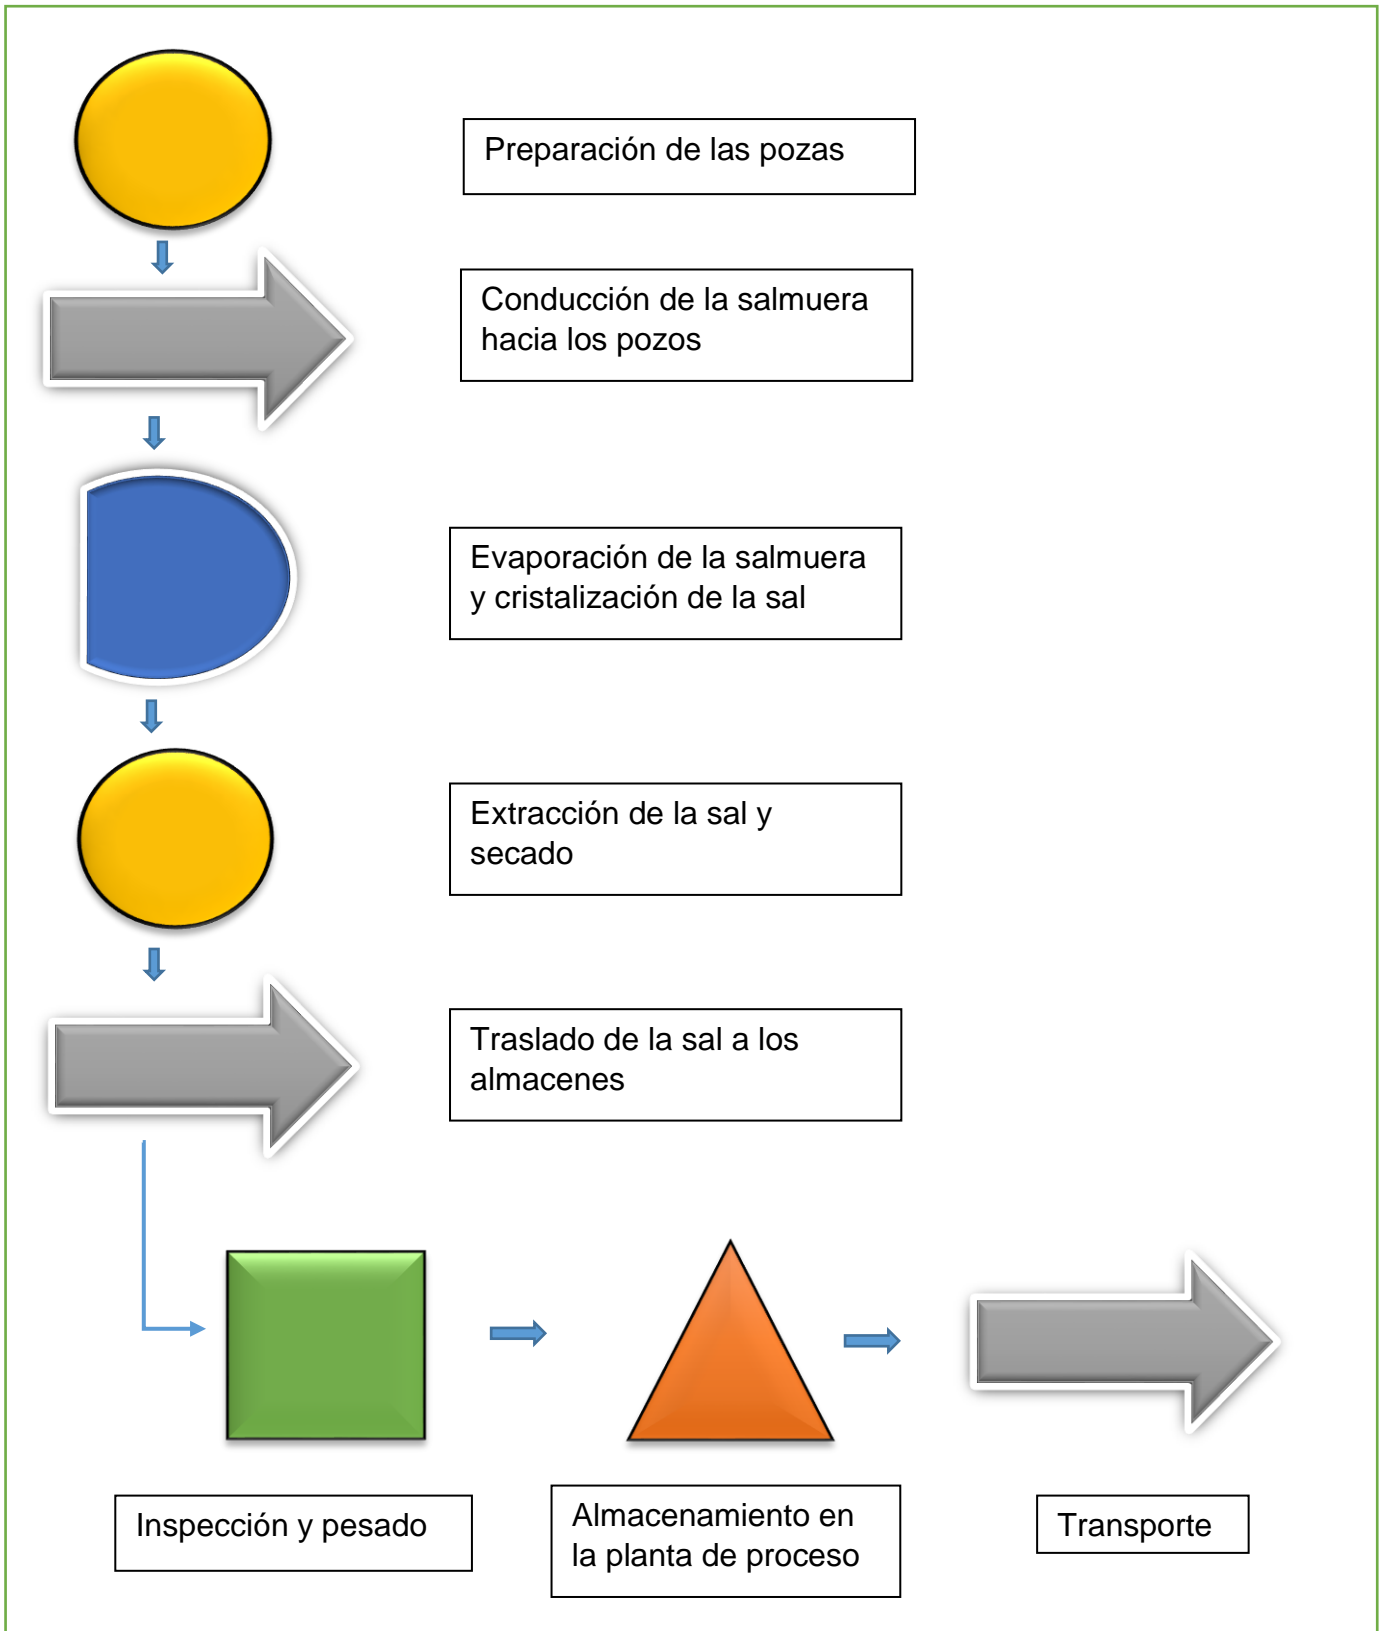 Preparación de las pozas
Conducción de la salmuera
hacia los pozos
Evaporación de la salmuera
y cristalización de la sal
Extracción de la sal y
secado
Traslado de la sal a los
almacenes
Inspección y pesado
Almacenamiento en
la planta de proceso
Transporte